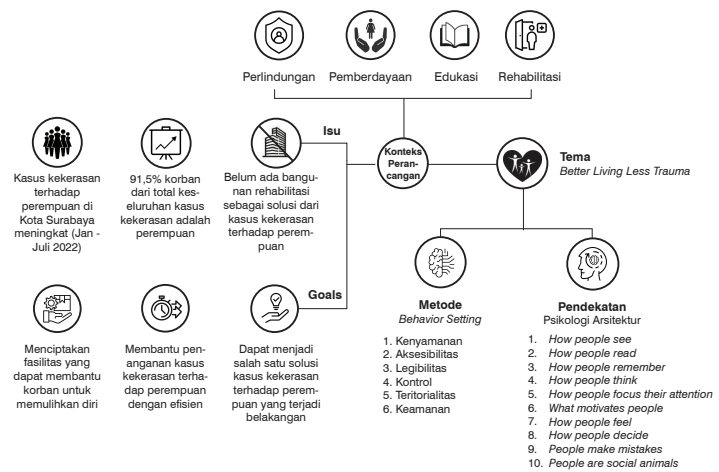 Perlindungan
Pemberdayaan
Edukasi
Rehabilitasi
Isu
Konteks
Peran-
cangan
Tema
Better Living Less Trauma
Kasus kekerasan
terhadap
perempuan di
Kota Surabaya
meningkat (Jan -
Juli 2022)
91,5% korban
dari total kes-
eluruhan kasus
kekerasan adalah
perempuan
Belum ada bangu-
nan rehabilitasi
sebagai solusi dari
kasus kekerasan
terhadap perem-
puan
Goals
Menciptakan
fasilitas yang
dapat membantu
korban untuk
memulihkan diri
Membantu pen-
anganan kasus
kekerasan terha-
dap perempuan
dengan efisien
Dapat menjadi
salah satu solusi
kasus kekerasan
terhadap perem-
puan yang terjadi
belakangan
Metode
Behavior Setting
1. Kenyamanan
2. Aksesibilitas
3. Legibilitas
4. Kontrol
5. Teritorialitas
6. Keamanan
Pendekatan
Psikologi Arsitektur
1. How people see
2. How people read
3. How people remember
4. How people think
5. How people focus their attention
6. What motivates people
7. How people feel
8. How people decide
9. People make mistakes
10. People are social animals